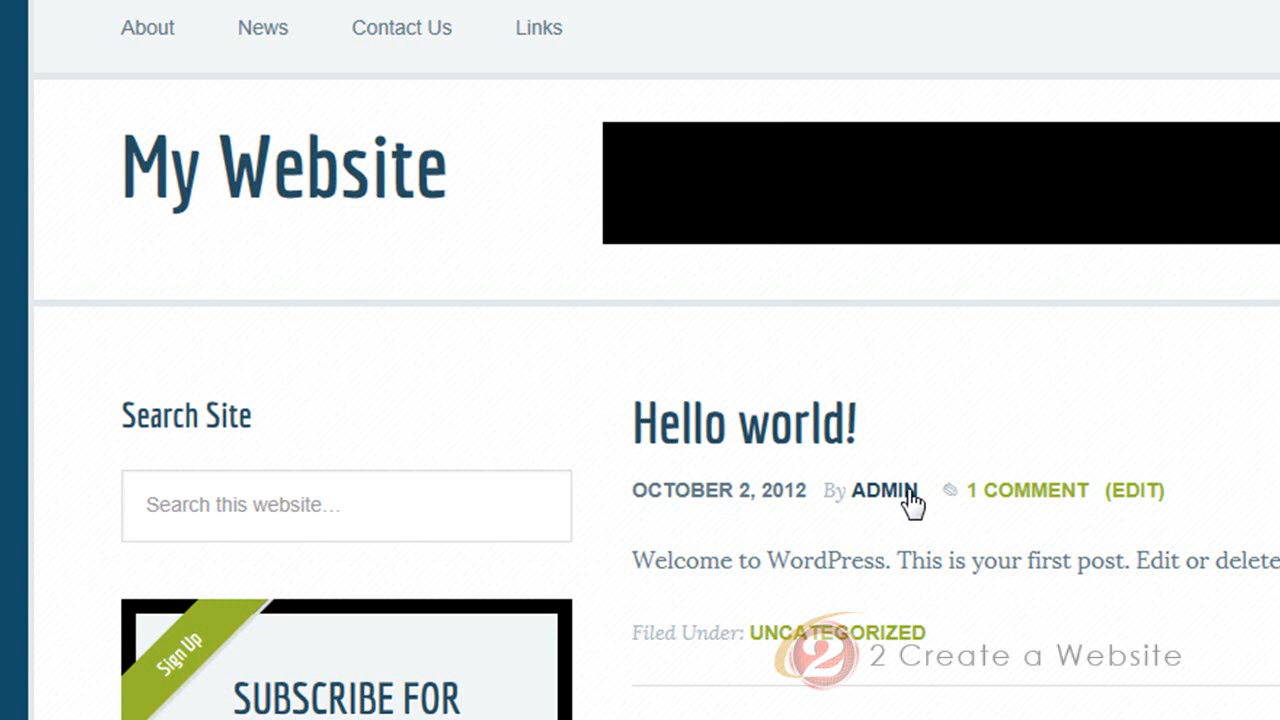 About News Contact Us Links
My Website
Search Site
Search this website...
Sign Up
SUBSCRIBE FOR
Hello world!
OCTOBER 2, 2012 By ADMIN 1 COMMENT (EDIT)
Welcome to WordPress. This is your first post. Edit or delete
Filed Under: UNCATEGORIZED
2 2 Create a Website